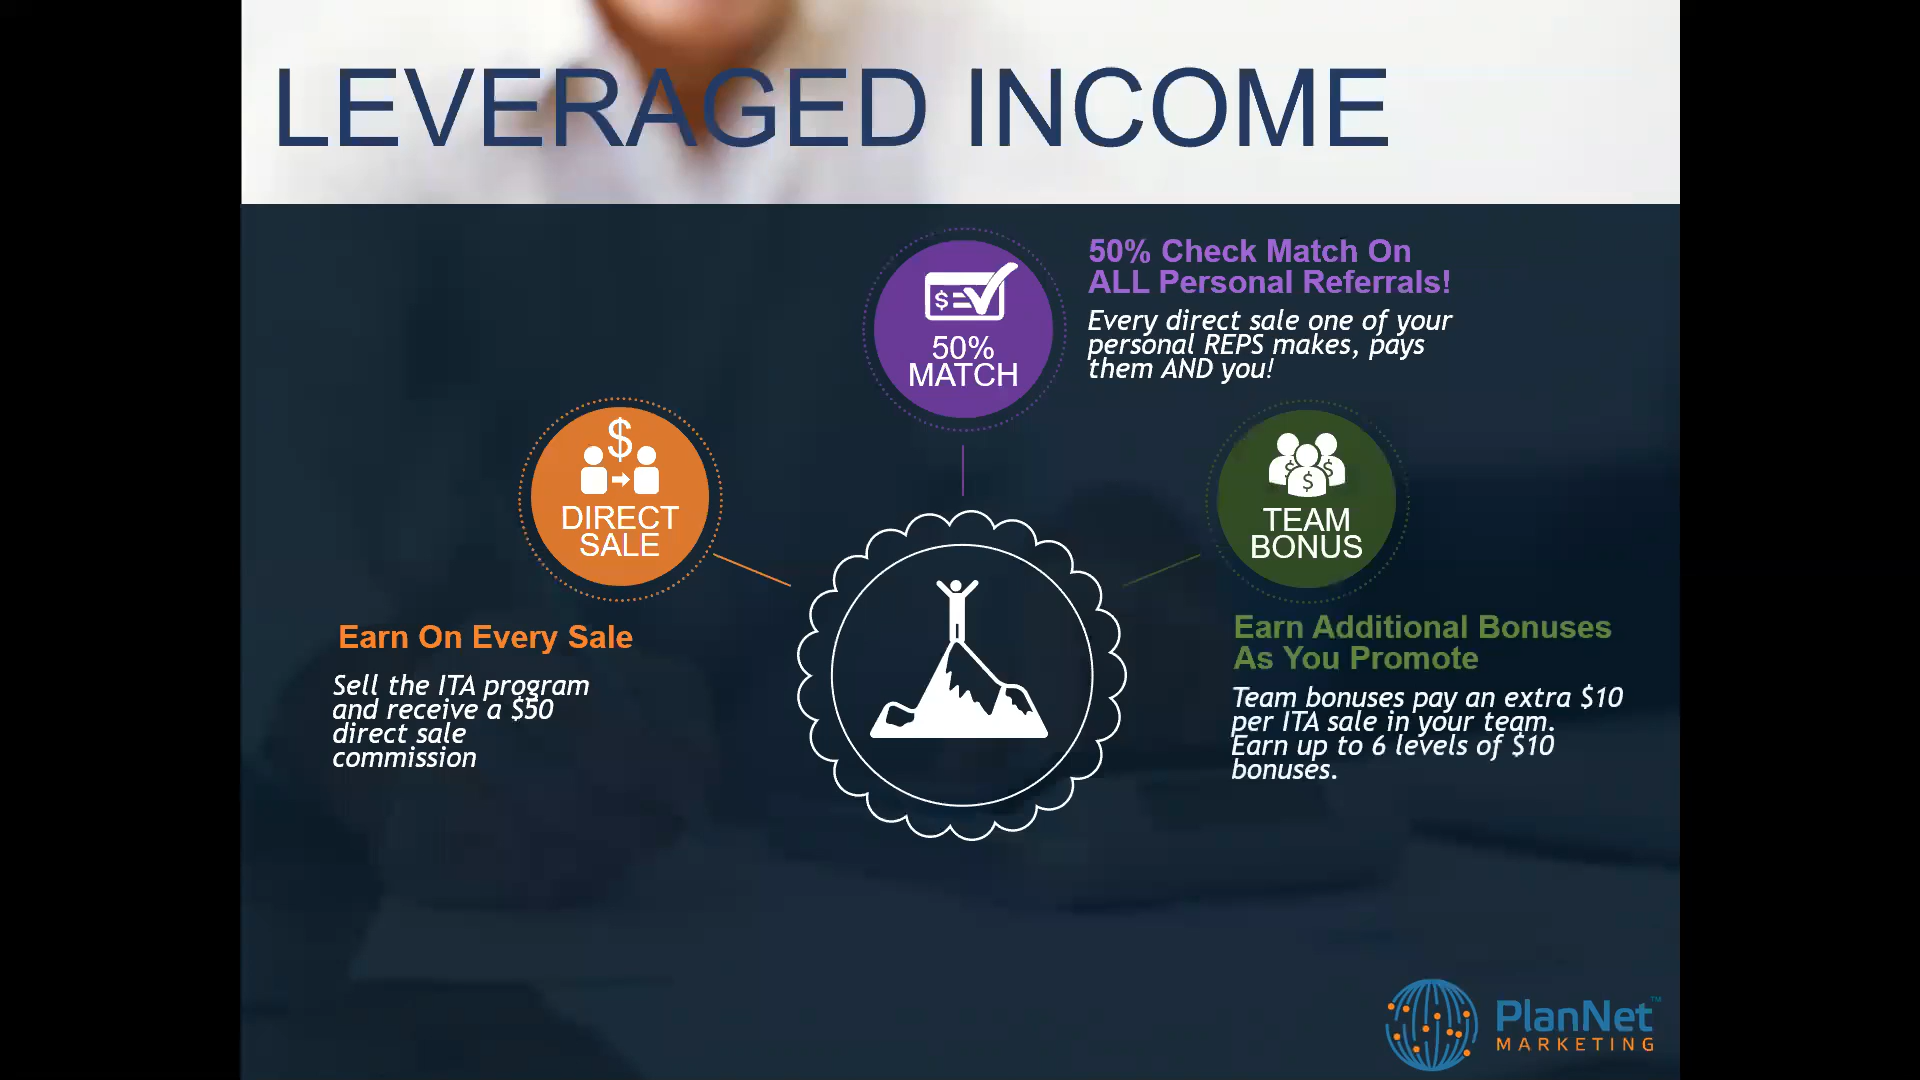 LEVERAGED INCOME
$
50%
MATCH
50% Check Match On
ALL Personal Referrals!
Every direct sale one of your
personal REPS makes, pays
them AND you!
$
DIRECT
SALE
Earn On Every Sale
Sell the ITA program
and receive a $50
direct sale
commission
$ $ $
TEAM
BONUS
Earn Additional Bonuses
As You Promote
Team bonuses pay an extra $10
per ITA sale in your team.
Earn up to 6 levels of $10
bonuses.
PlanNet™
MARKETING